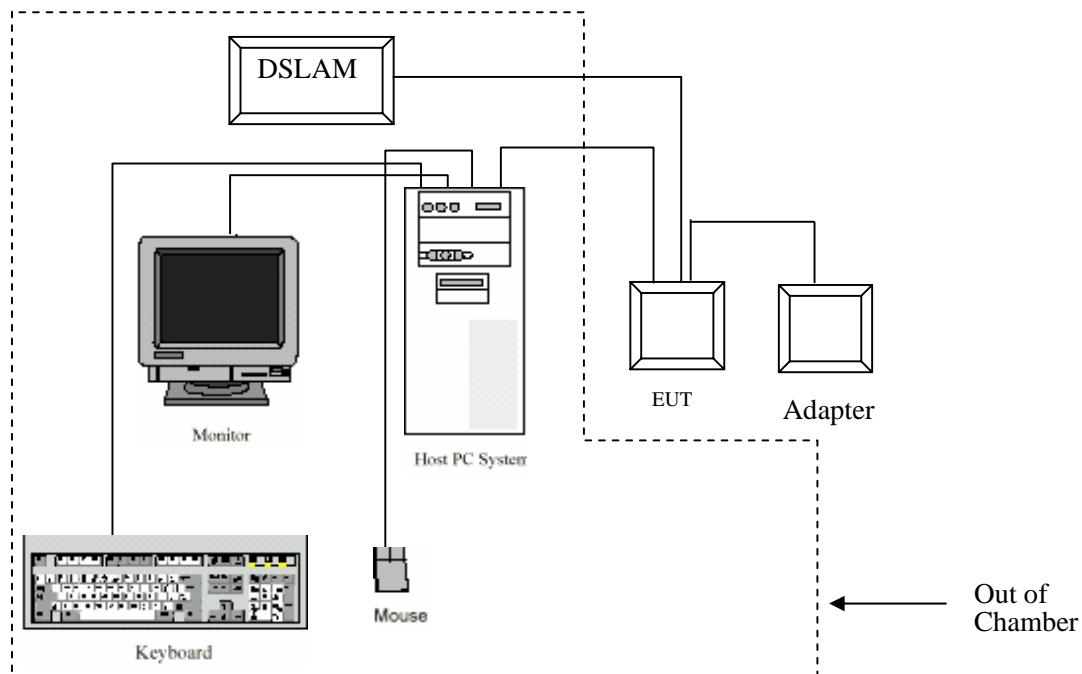 DSLAM
Monitor
Host PC System
EUT
Adapter
Mouse
Keyboard
Out of
Chamber